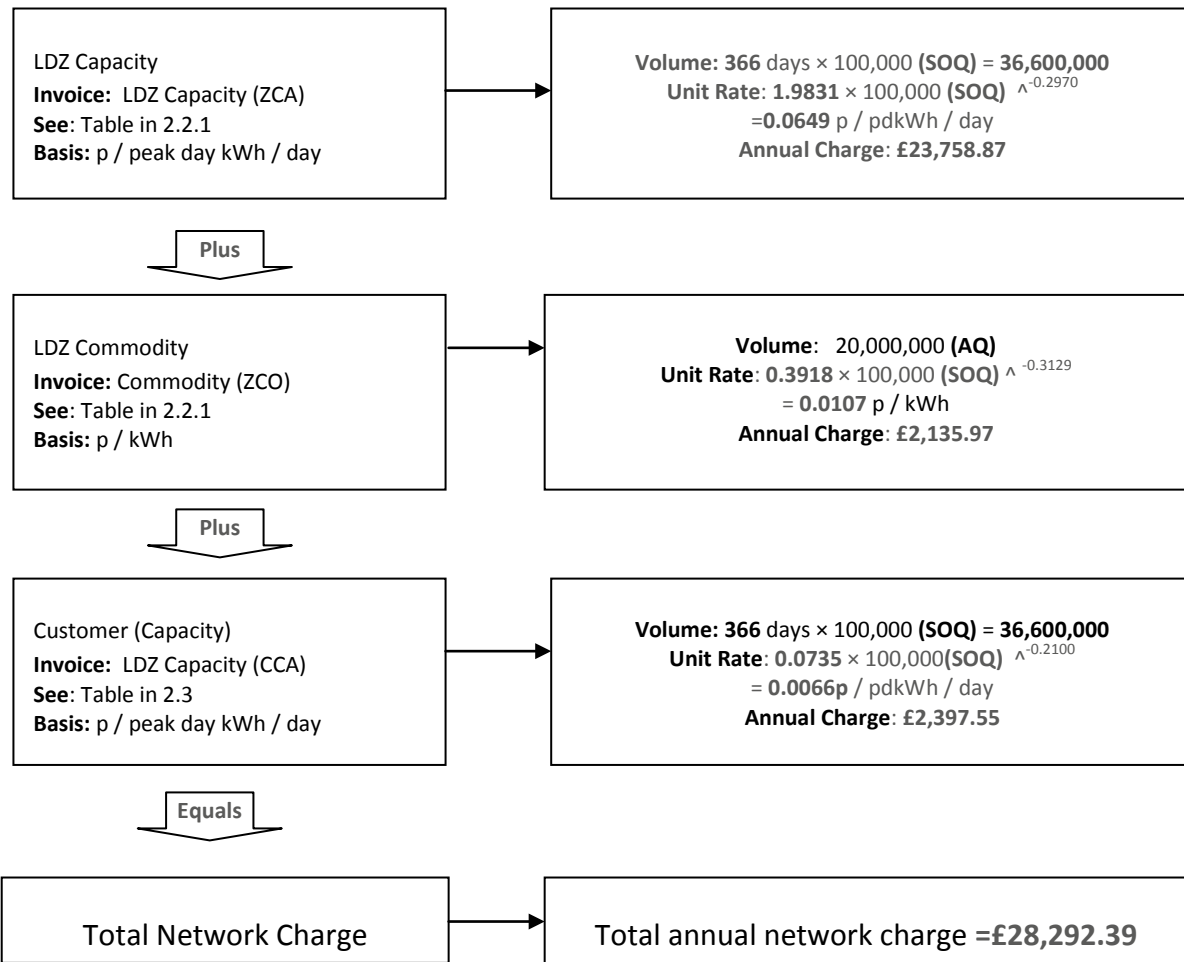 LDZ Capacity
Invoice: LDZ Capacity (ZCA)
See: Table in 2.2.1
Basis: p / peak day kWh / day
Volume: 366 days × 100,000 (SOQ) = 36,600,000
Unit Rate: 1.9831 × 100,000 (SOQ) ^-0.2970
=0.0649 p / pdkWh / day
Annual Charge: £23,758.87
Plus
LDZ Commodity
Invoice: Commodity (ZCO)
See: Table in 2.2.1
Basis: p / kWh
Volume: 20,000,000 (AQ)
Unit Rate: 0.3918 × 100,000 (SOQ) ^ -0.3129
= 0.0107 p / kWh
Annual Charge: £2,135.97
Plus
Customer (Capacity)
Invoice: LDZ Capacity (CCA)
See: Table in 2.3
Basis: p / peak day kWh / day
Volume: 366 days × 100,000 (SOQ) = 36,600,000
Unit Rate: 0.0735 × 100,000(SOQ) ^-0.2100
= 0.0066p / pdkWh / day
Annual Charge: £2,397.55
Equals
Total Network Charge
Total annual network charge =£28,292.39